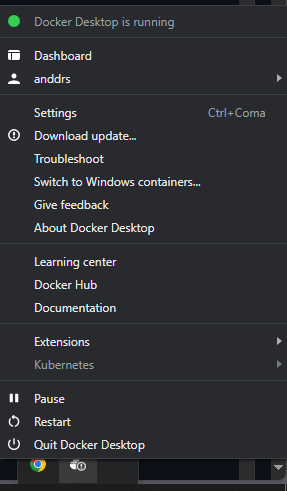 Docker Desktop is running
Dashboard
anddrs
Settings Ctrl+Coma
Download update...
Troubleshoot
Switch to Windows containers...
Give feedback
About Docker Desktop
Learning center
Docker Hub
Documentation
Extensions
Kubernetes
Pause
Restart
Quit Docker Desktop